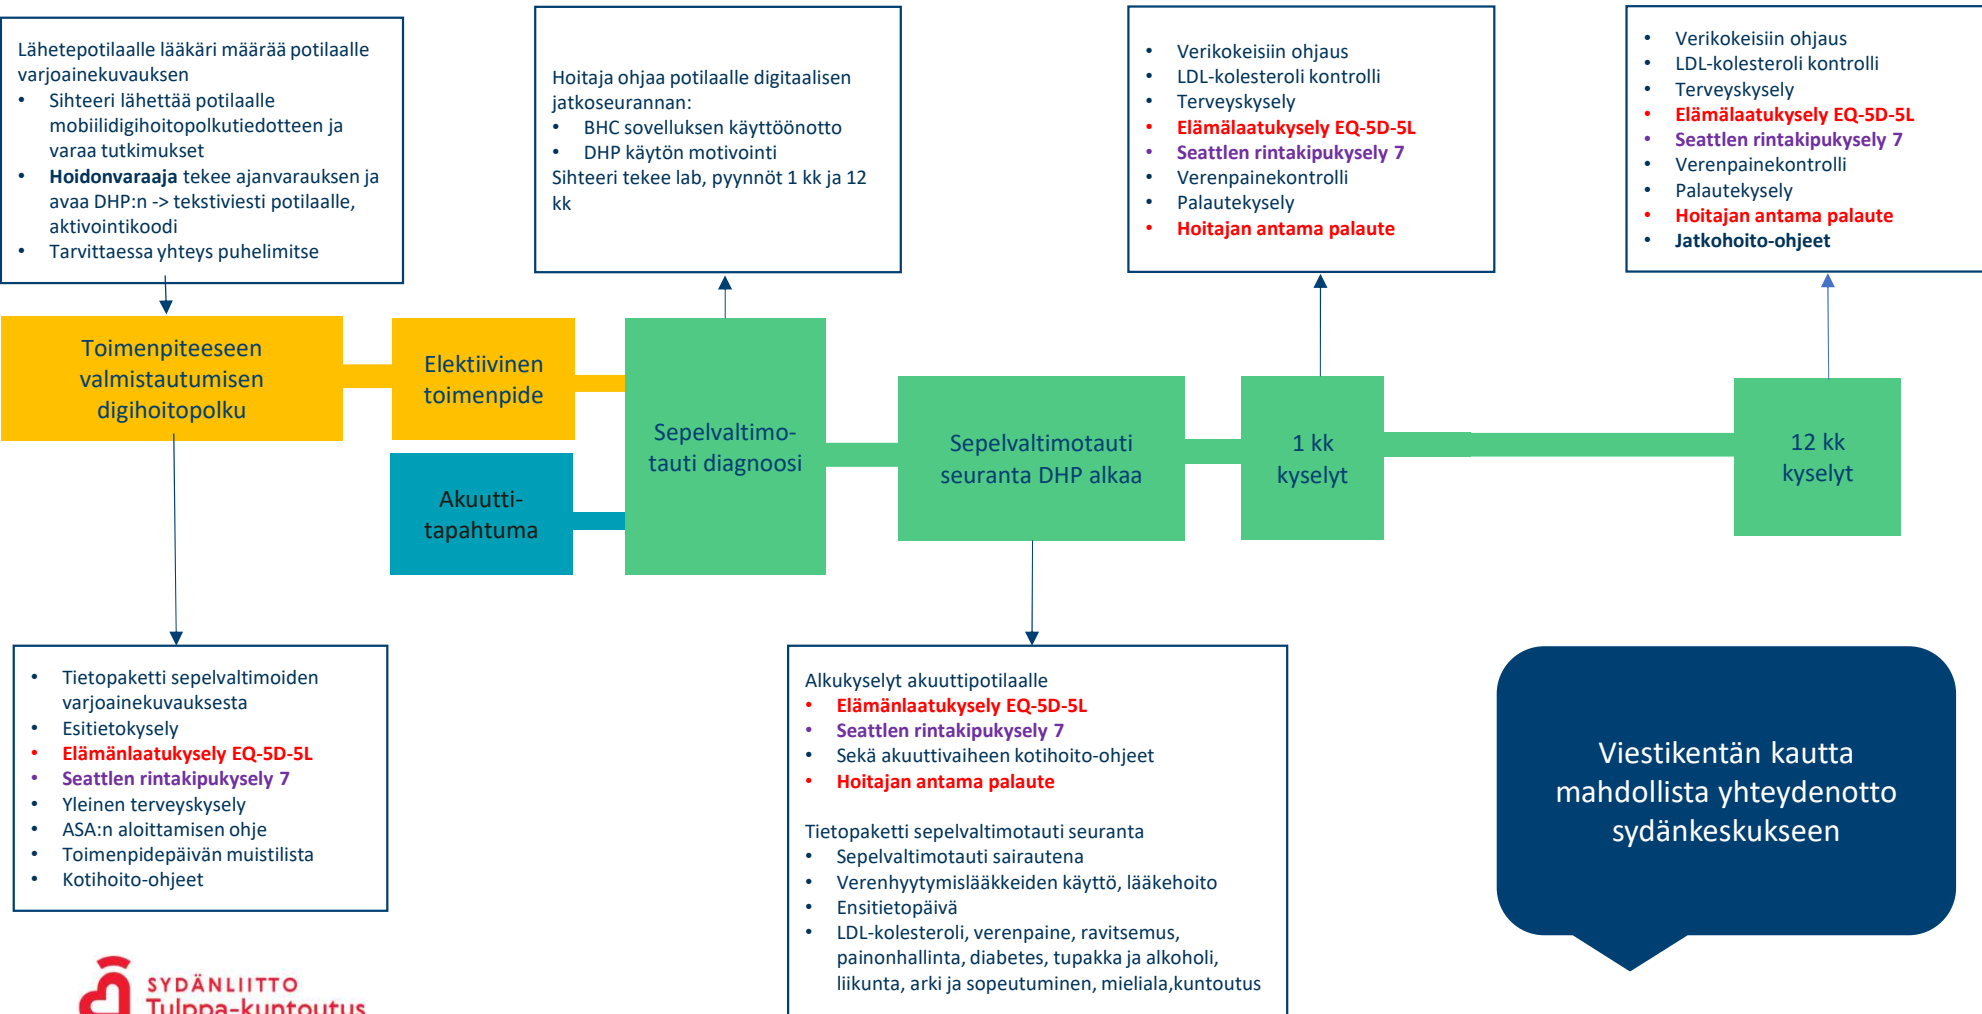 Lähetepotilaalle lääkäri määrää potilaalle
varjoainekuvauksen
• Sihteeri lähettää potilaalle
mobiilidigihoitopolkutiedotteen ja
varaa tutkimukset
• Hoidonvaraaja tekee ajanvarauksen ja
avaa DHP:n -> tekstiviesti potilaalle,
aktivointikoodi
• Tarvittaessa yhteys puhelimitse
Hoitaja ohjaa potilaalle digitaalisen
jatkoseurannan:
• BHC sovelluksen käyttöönotto
• DHP käytön motivointi
Sihteeri tekee lab, pyynnöt 1 kk ja 12
kk
• Verikokeisiin ohjaus
• LDL-kolesteroli kontrolli
• Terveyskysely
• Elämälaatukysely EQ-5D-5L
• Seattlen rintakipukysely 7
• Verenpainekontrolli
• Palautekysely
• Hoitajan antama palaute
• Verikokeisiin ohjaus
• LDL-kolesteroli kontrolli
• Terveyskysely
• Elämälaatukysely EQ-5D-5L
• Seattlen rintakipukysely 7
• Verenpainekontrolli
• Palautekysely
• Hoitajan antama palaute
• Jatkohoito-ohjeet
Toimenpiteeseen
valmistautumisen
digihoitopolku
Elektiivinen
toimenpide
Akuutti-
tapahtuma
Sepelvaltimo-
tauti diagnoosi
Sepelvaltimotauti
seuranta DHP alkaa
1 kk
kyselyt
12 kk
kyselyt
• Tietopaketti sepelvaltimoiden
varjoainekuvauksesta
• Esitietokysely
• Elämänlaatukysely EQ-5D-5L
• Seattlen rintakipukysely 7
• Yleinen terveyskysely
• ASA:n aloittamisen ohje
• Toimenpidepäivän muistilista
• Kotihoito-ohjeet
Alkukyselyt akuuttipotilaalle
• Elämänlaatukysely EQ-5D-5L
• Seattlen rintakipukysely 7
• Sekä akuuttivaiheen kotihoito-ohjeet
• Hoitajan antama palaute
Tietopaketti sepelvaltimotauti seuranta
• Sepelvaltimotauti sairautena
• Verenhyytymislääkkeiden käyttö, lääkehoito
• Ensitietopäivä
• LDL-kolesteroli, verenpaine, ravitsemus,
painonhallinta, diabetes, tupakka ja alkoholi,
liikunta, arki ja sopeutuminen, mieliala,kuntoutus
Viestikentän kautta
mahdollista yhteydenotto
sydänkeskukseen
SYDÄNLIITTO
Tulppa-kuntoutus